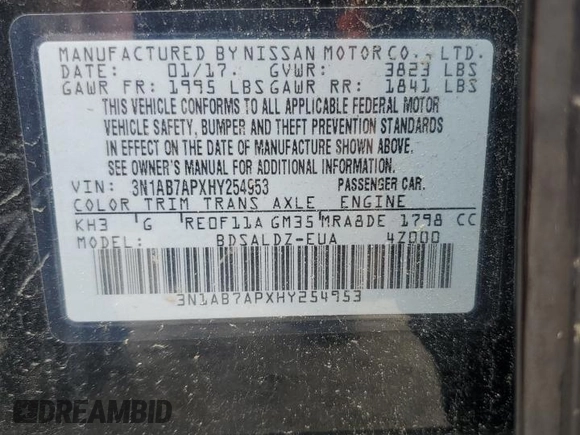 MANUFACTURED BY NISSAN MOTOR CO., LTD.
DATE: 01/17. GVWR: 3823 LBS
GAWR FR: 1995 LBS GAWR RR: 1841 LBS
THIS VEHICLE CONFORMS TO ALL APPLICABLE FEDERAL MOTOR
VEHICLE SAFETY, BUMPER AND THEFT PREVENTION STANDARDS
IN EFFECT ON THE DATE OF MANUFACTURE SHOWN ABOVE.
SEE OWNER'S MANUAL FOR ADDITIONAL INFORMATION.
VIN: 3N1AB7APXHY254953 PASSENGER CAR.
COLOR TRIM TRANS AXLE ENGINE
KH3 G RE0F11A GM35 MRA8DE 1798 CC
MODEL: BDSALDZ-EUA 4Z000
3N1AB7APXHY254953
DREAMBID